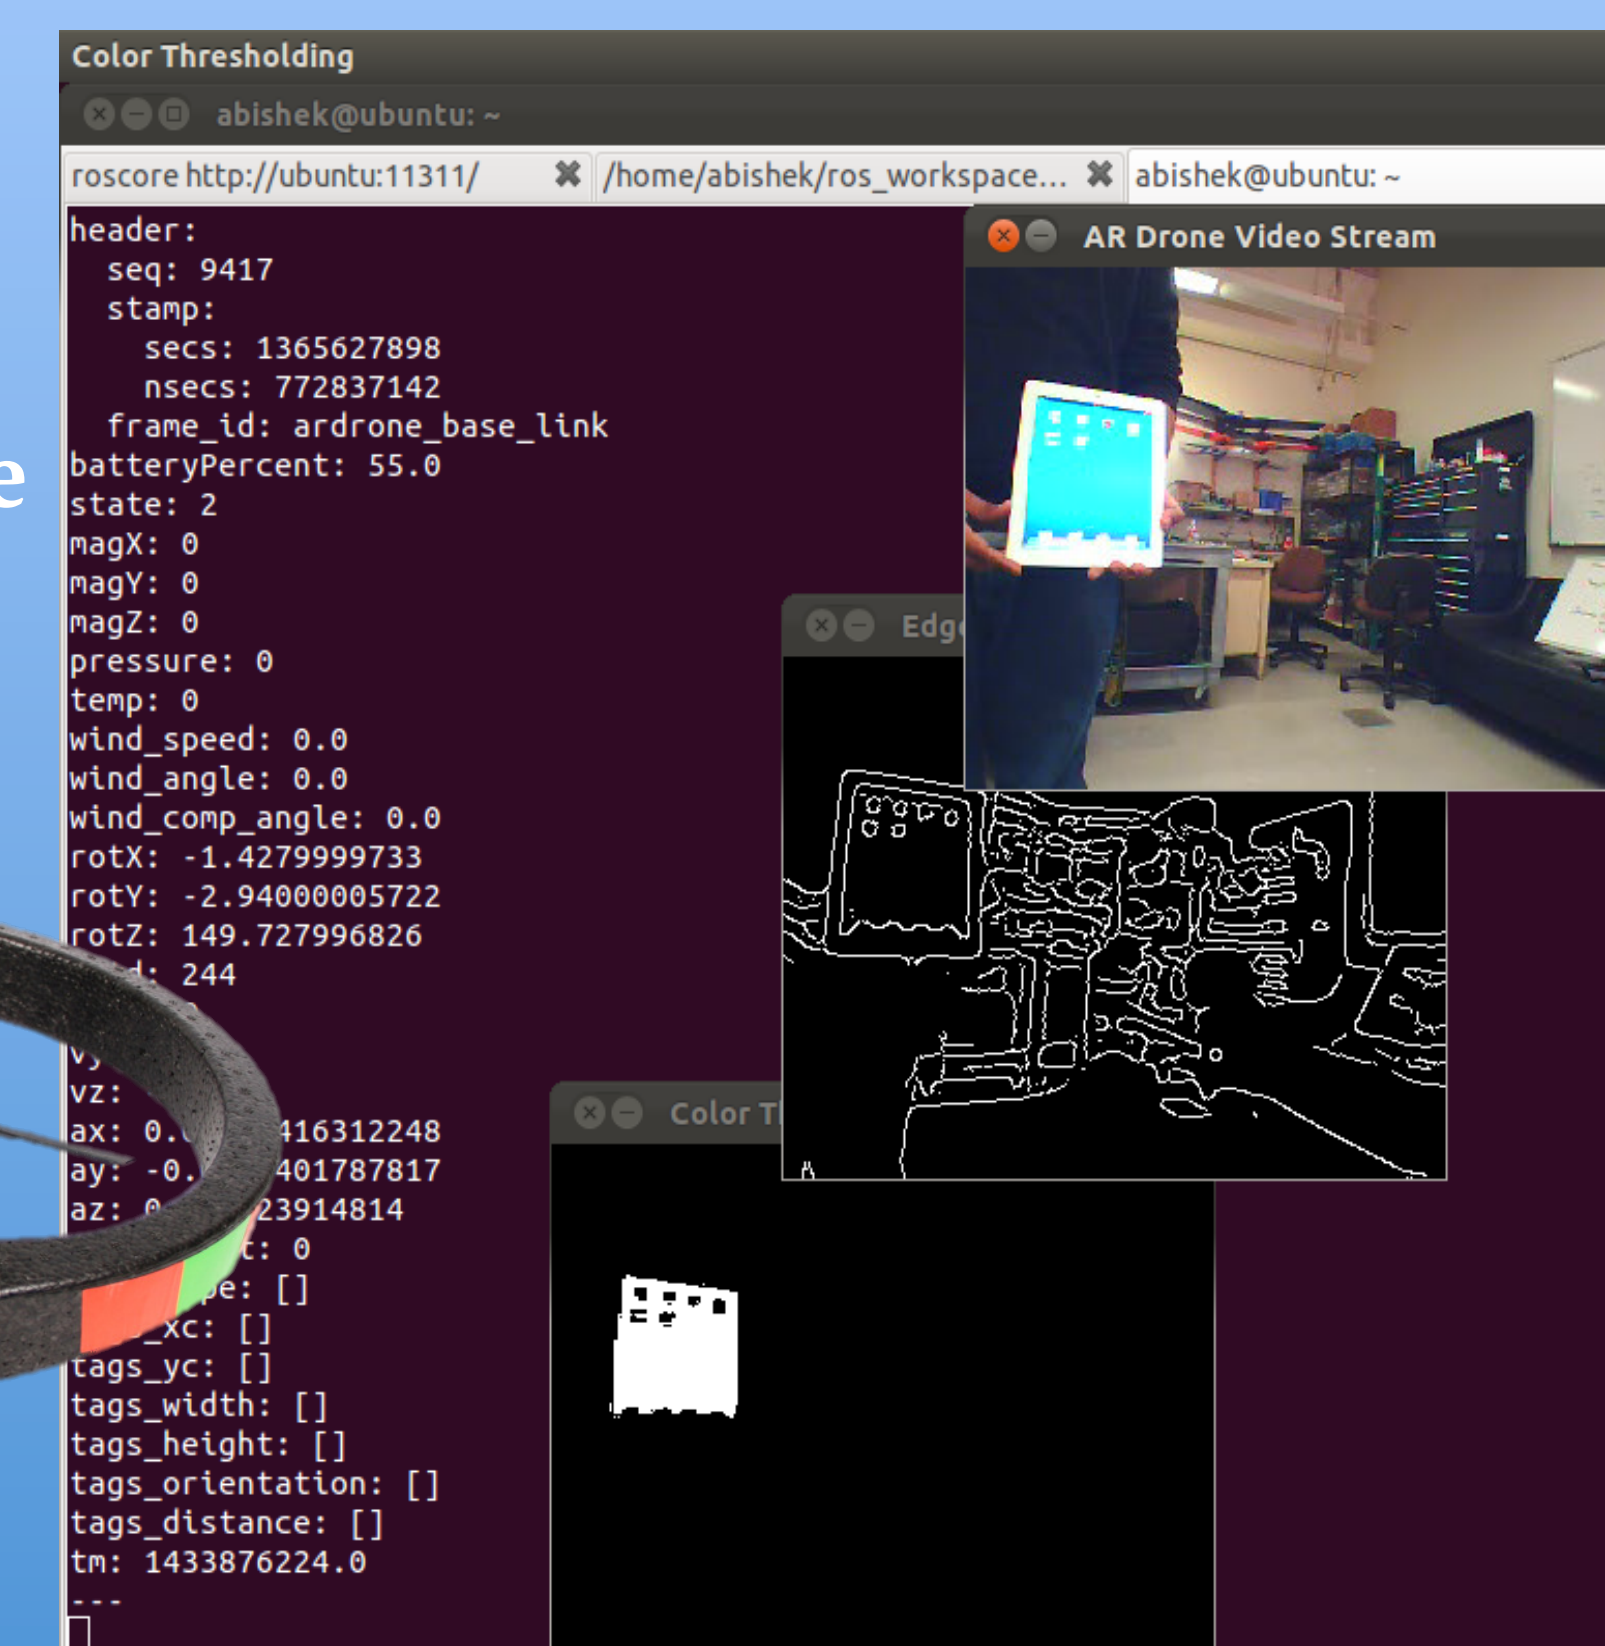 Color Thresholding
abishek@ubuntu: ~
roscore http://ubuntu:11311/
/home/abishek/ros_workspace...
abishek@ubuntu: ~
header:
seq: 9417
stamp:
secs: 1365627898
nsecs: 772837142
frame_id: ardrone_base_link
batteryPercent: 55.0
state: 2
magX: 0
magY: 0
magZ: 0
pressure: 0
temp: 0
wind_speed: 0.0
wind_angle: 0.0
wind_comp_angle: 0.0
rotX: -1.4279999733
rotY: -2.94000005722
rotZ: 149.727996826
244
vz:
ax: 0. 416312248
ay: -0. 401787817
az: 23914814
: 0
: []
_xc: []
tags_yc: []
tags_width: []
tags_height: []
tags_orientation: []
tags_distance: []
tm: 1433876224.0
---
AR Drone Video Stream
Edge
Color T
e